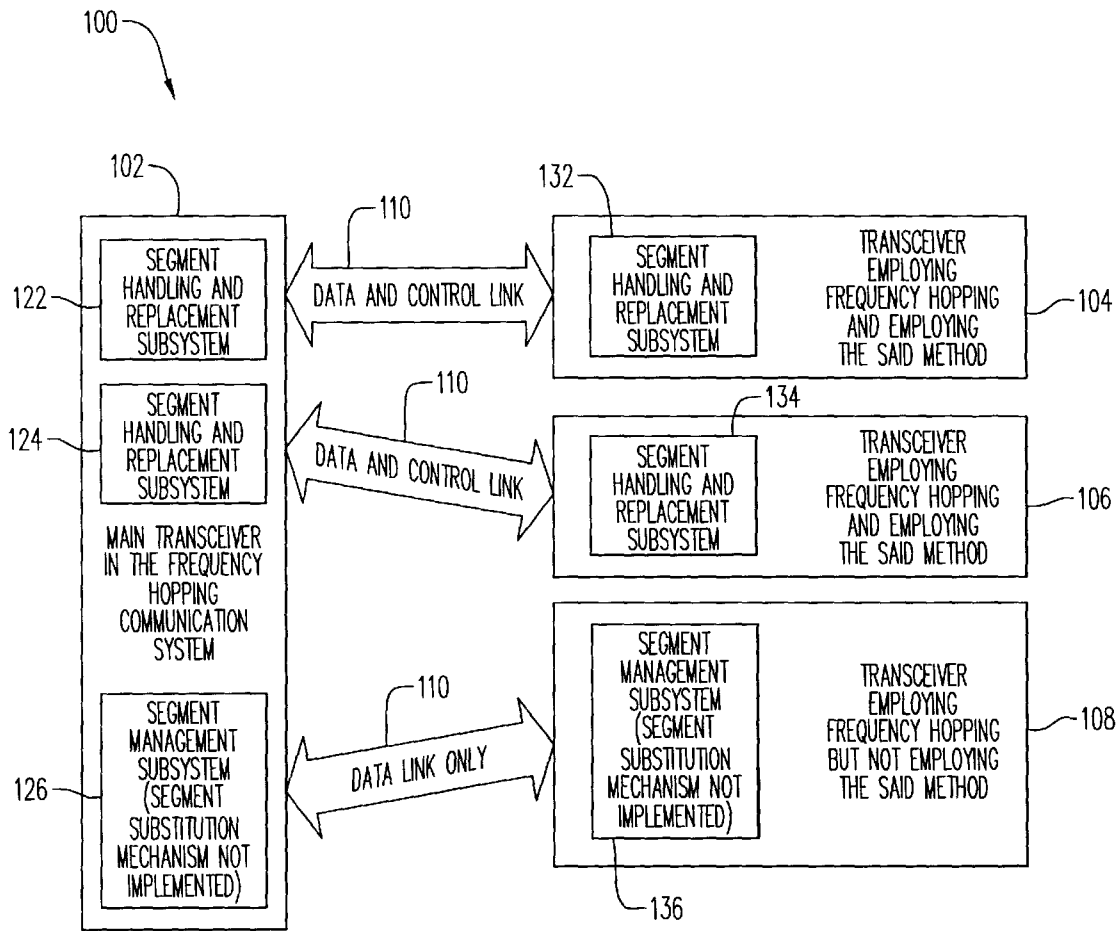 100
102
SEGMENT
HANDLING AND
REPLACEMENT
SUBSYSTEM
122
SEGMENT
HANDLING AND
REPLACEMENT
SUBSYSTEM
124
MAIN TRANSCEIVER
IN THE FREQUENCY
HOPPING
COMMUNICATION
SYSTEM
SEGMENT
MANAGEMENT
SUBSYSTEM
(SEGMENT
SUBSTITUTION
MECHANISM NOT
IMPLEMENTED)
126
110
DATA AND CONTROL LINK
110
DATA AND CONTROL LINK
110
DATA LINK ONLY
132
SEGMENT
HANDLING AND
REPLACEMENT
SUBSYSTEM
TRANSCEIVER
EMPLOYING
FREQUENCY HOPPING
AND EMPLOYING
THE SAID METHOD
104
134
SEGMENT
HANDLING AND
REPLACEMENT
SUBSYSTEM
TRANSCEIVER
EMPLOYING
FREQUENCY HOPPING
AND EMPLOYING
THE SAID METHOD
106
SEGMENT
MANAGEMENT
SUBSYSTEM
(SEGMENT
SUBSTITUTION
MECHANISM NOT
IMPLEMENTED)
136
TRANSCEIVER
EMPLOYING
FREQUENCY HOPPING
BUT NOT EMPLOYING
THE SAID METHOD
108